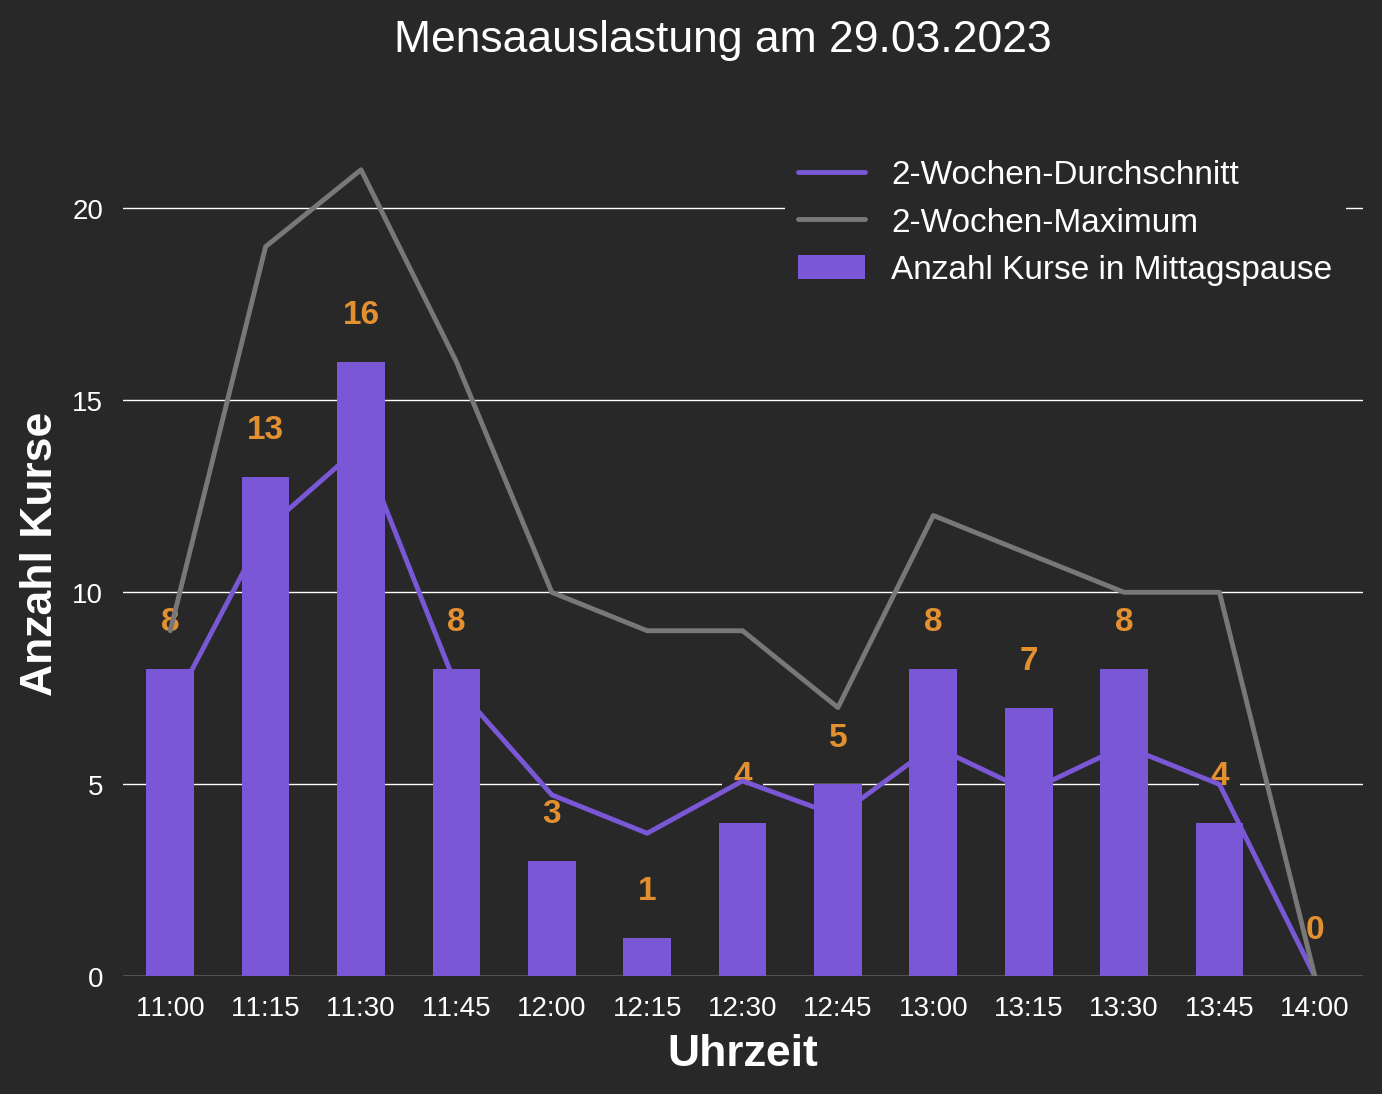 Mensaauslastung am 29.03.2023
2-Wochen-Durchschnitt
2-Wochen-Maximum
Anzahl Kurse in Mittagspause
Anzahl Kurse
20
15
10
5
0
8
13
16
8
3
1
4
5
8
7
8
4
0
11:00 11:15 11:30 11:45 12:00 12:15 12:30 12:45 13:00 13:15 13:30 13:45 14:00
Uhrzeit